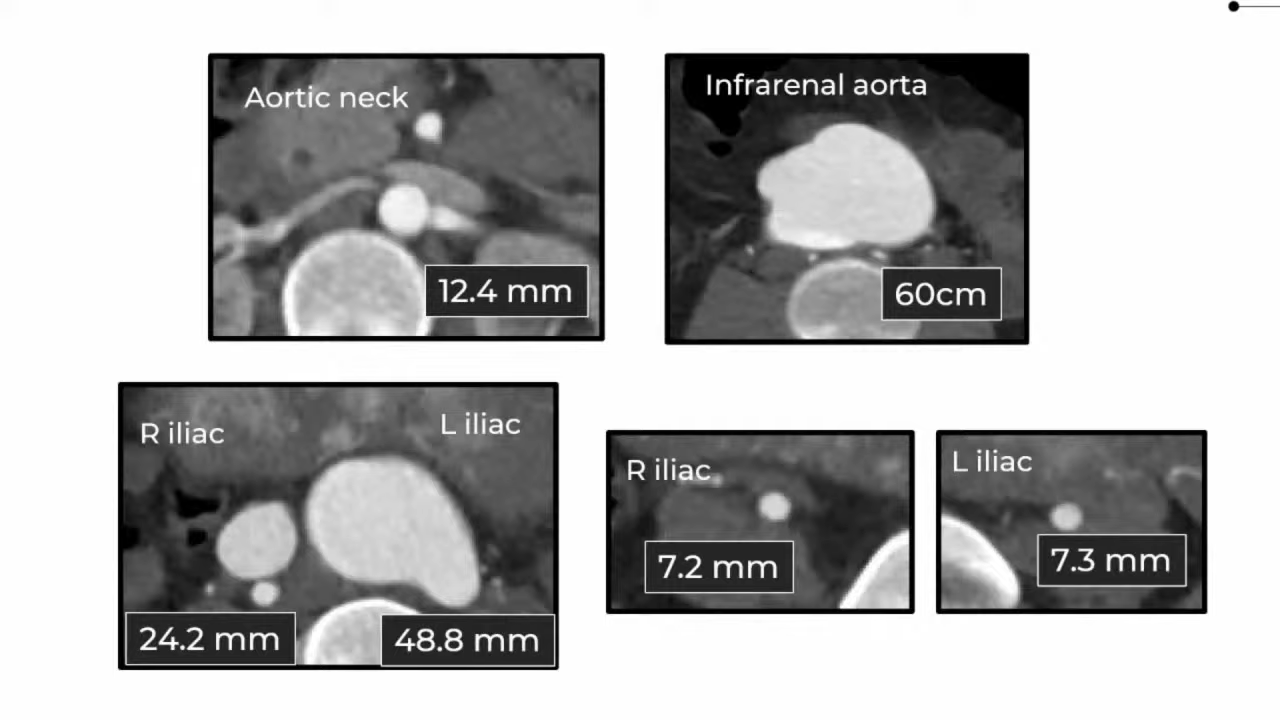 Aortic neck
12.4 mm
Infrarenal aorta
60cm
R iliac
L iliac
24.2 mm
48.8 mm
R iliac
7.2 mm
L iliac
7.3 mm